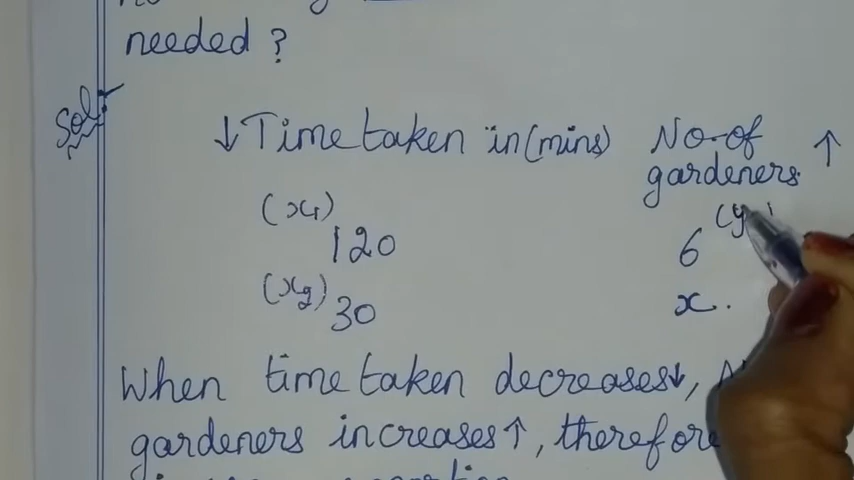 needed ?
Sol:
↓ Time taken in (mins) No. of gardeners ↑
(x₁) 120 6 (y
(x₂) 30 x.
When time taken decreases↓,
gardeners increases ↑, therefore